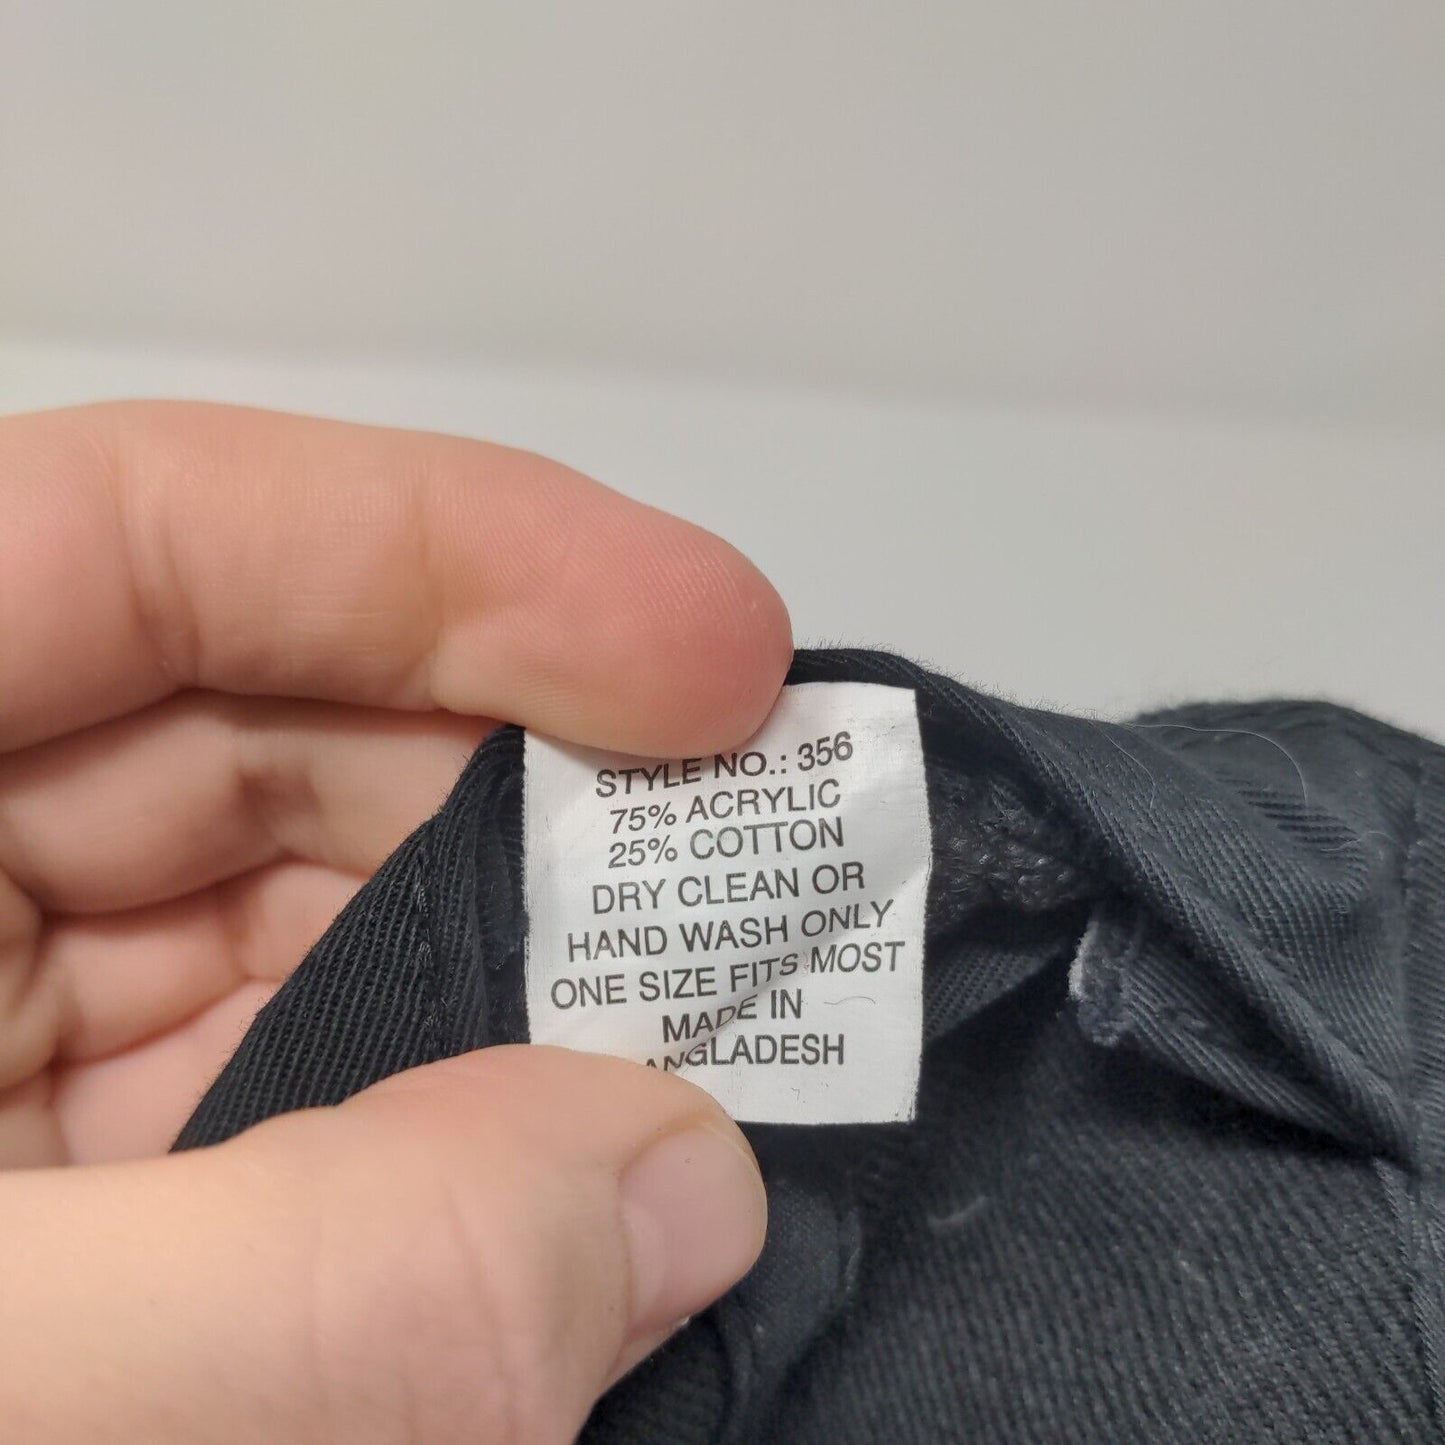 STYLE NO.: 356
75% ACRYLIC
25% COTTON
DRY CLEAN OR
HAND WASH ONLY
ONE SIZE FITS MOST
MADE IN
ANGLADESH